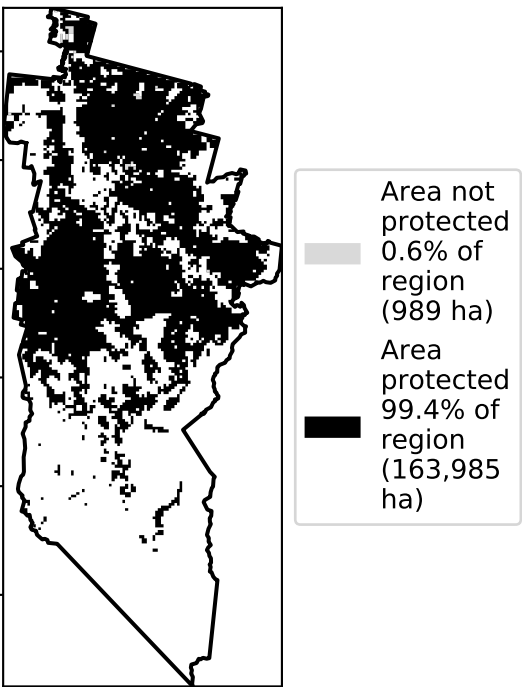 Area not
protected
0.6% of
region
(989 ha)
Area
protected
99.4% of
region
(163,985
ha)